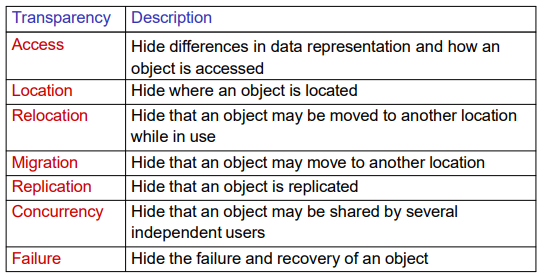 Transparency Description
Access Hide differences in data representation and how an
object is accessed
Location Hide where an object is located
Relocation Hide that an object may be moved to another location
while in use
Migration Hide that an object may move to another location
Replication Hide that an object is replicated
Concurrency Hide that an object may be shared by several
independent users
Failure Hide the failure and recovery of an object